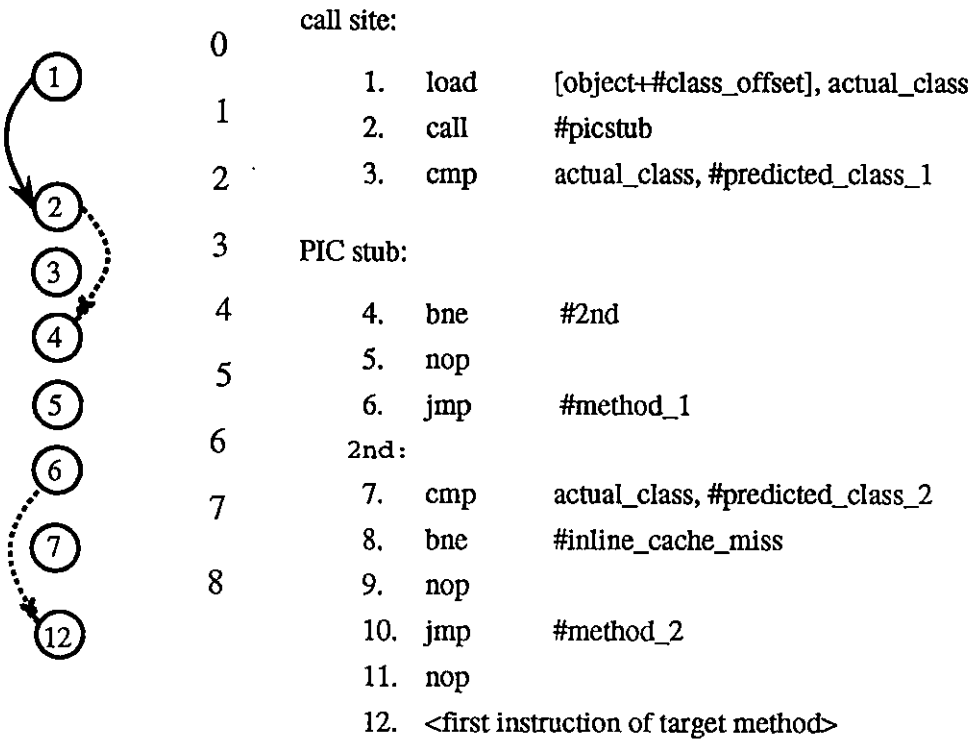 call site:
0
1
1. load [object+#class_offset], actual_class
1
2. call #picstub
2
2
3. cmp actual_class, #predicted_class_1
3
3
PIC stub:
4
4
4. bne #2nd
5
5
5. nop
6. jmp #method_1
6
6
2nd:
7
7
7. cmp actual_class, #predicted_class_2
8. bne #inline_cache_miss
8
9. nop
12
10. jmp #method_2
11. nop
12. <first instruction of target method>